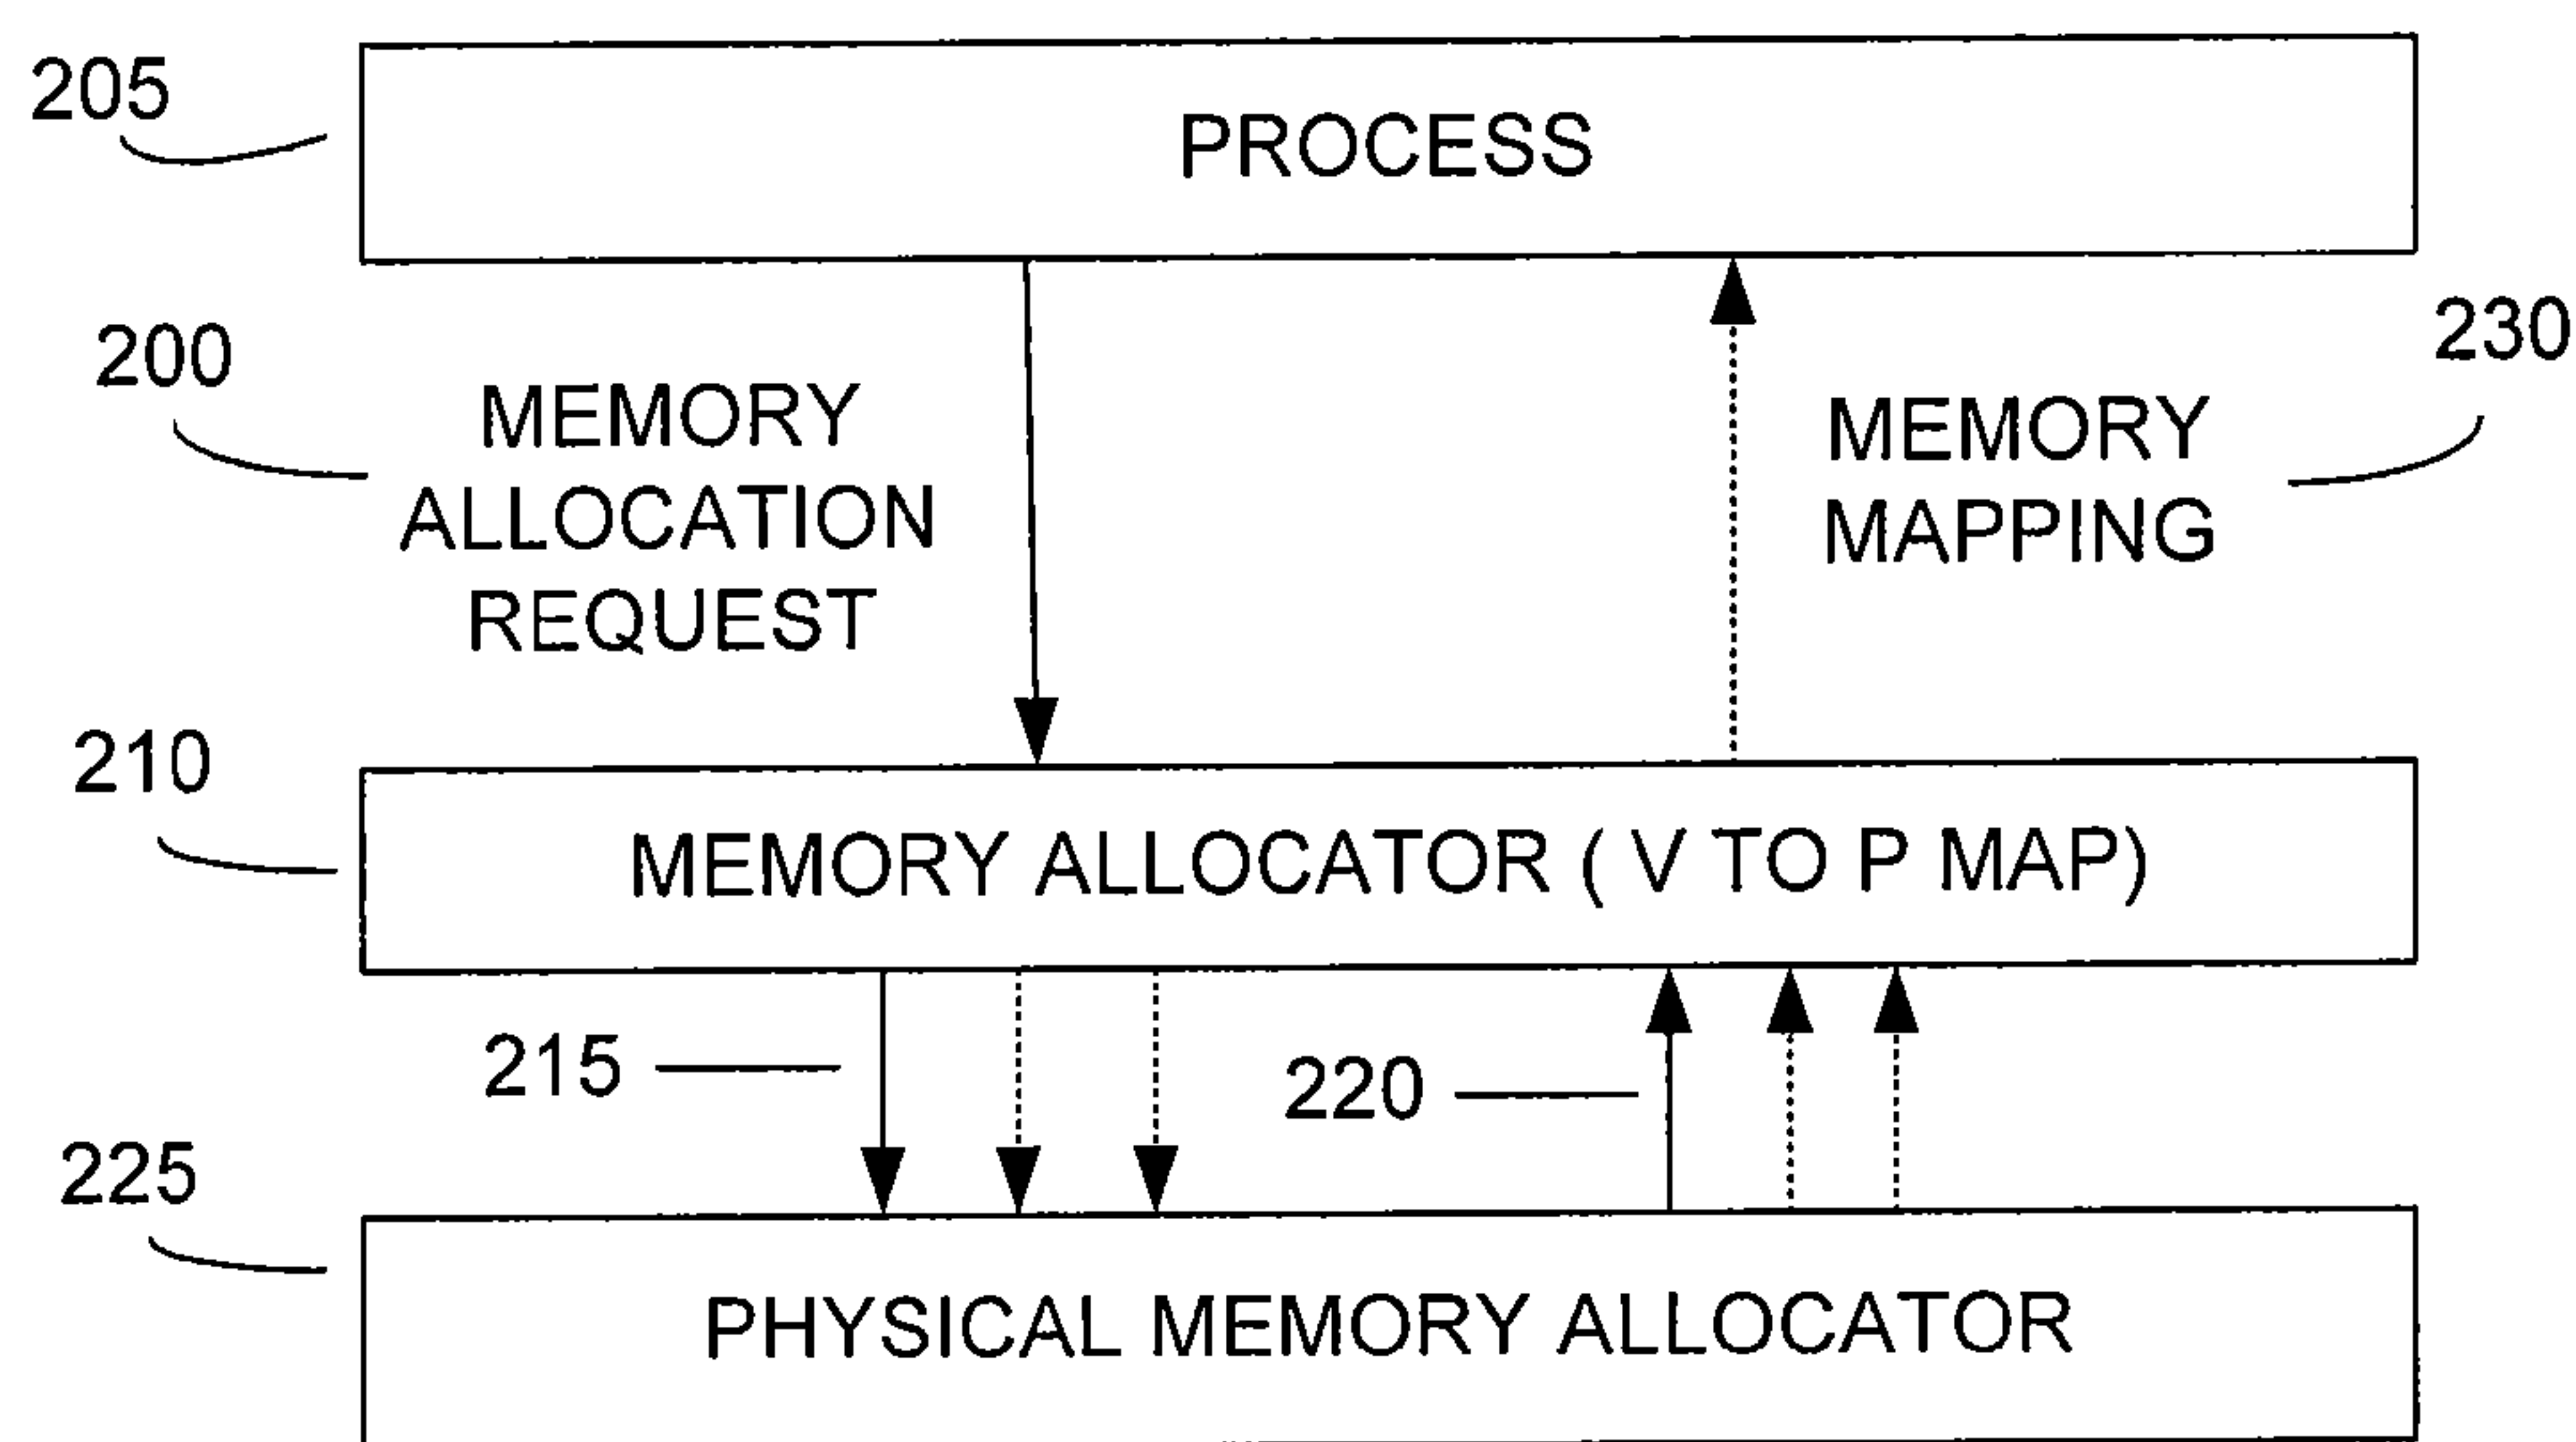 205
PROCESS
200
230
MEMORY
ALLOCATION
REQUEST
MEMORY
MAPPING
210
MEMORY ALLOCATOR ( V TO P MAP)
215
220
225
PHYSICAL MEMORY ALLOCATOR